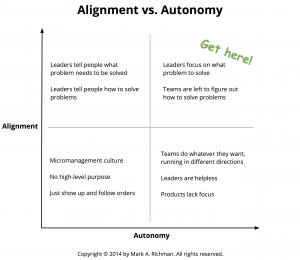 Alignment vs. Autonomy
Get here!
Leaders tell people what
problem needs to be solved
Leaders tell people how to solve
problems
Leaders focus on what
problem to solve
Teams are left to figure out
how to solve problems
Alignment
Micromanagement culture
No high-level purpose
Just show up and follow orders
Teams do whatever they want,
running in different directions
Leaders are helpless
Products lack focus
Autonomy
Copyright © 2014 by Mark A. Richman. All rights reserved.